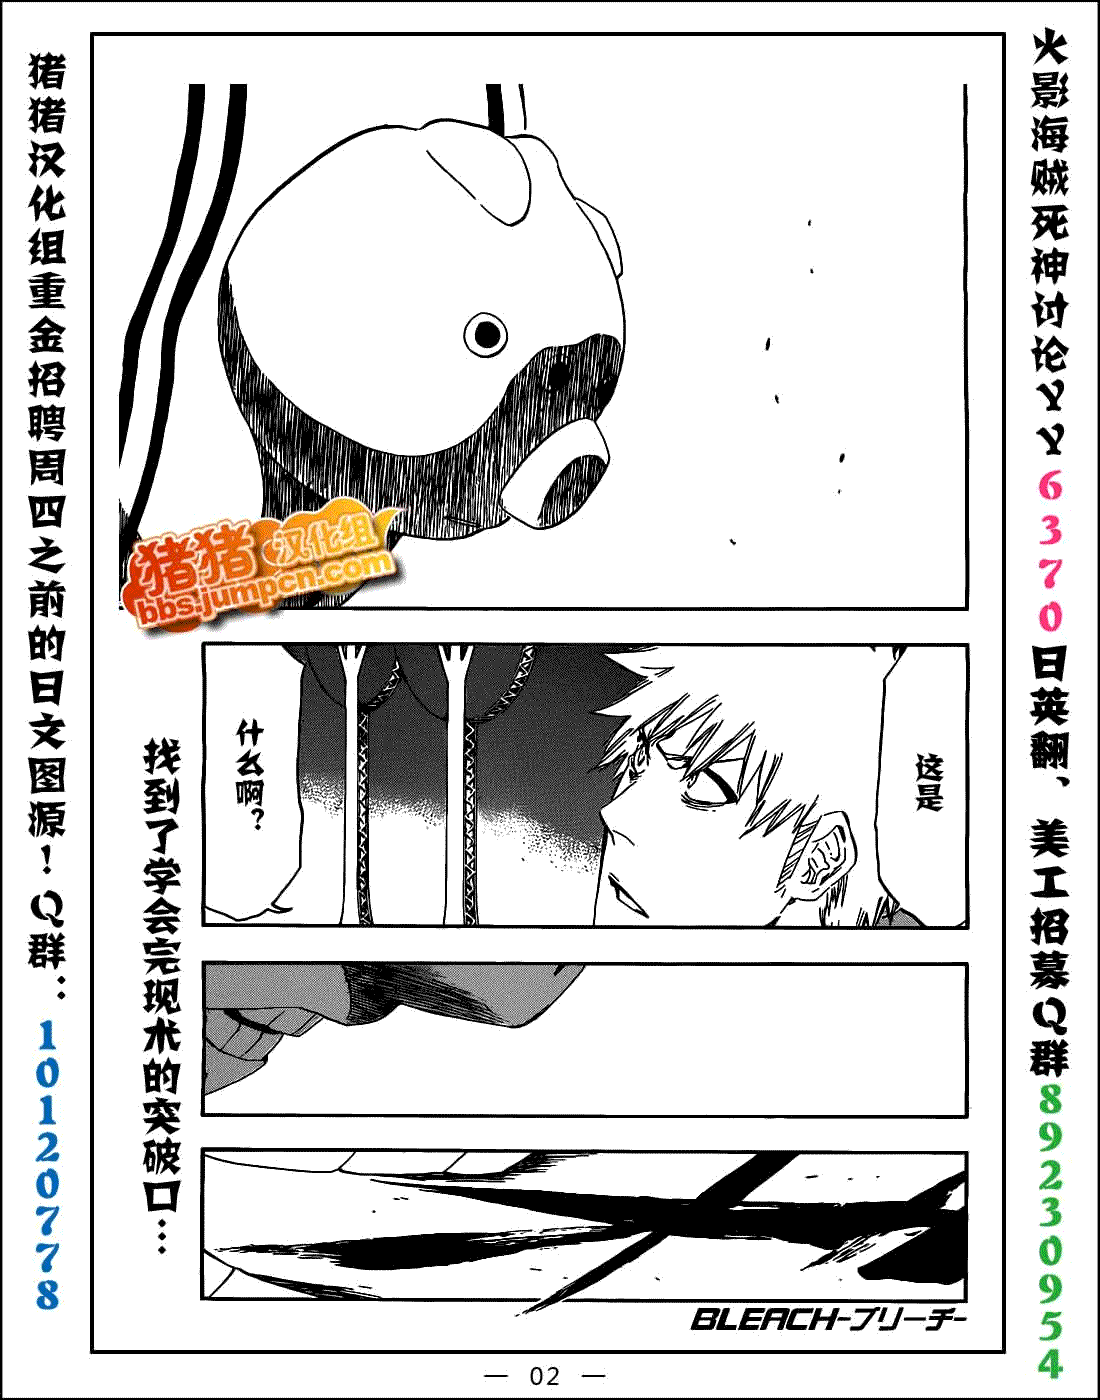 火影海贼死神讨论YY6370日英翻、美工招募Q群89230954
猪猪汉化组重金招聘周四之前的日文图源!Q群:10120778
猪猪汉化组
bbs.jumpcn.com
这是
什么啊?
找到了学会完现术的突破口…
BLEACH-ブリーチ-
— 02 —